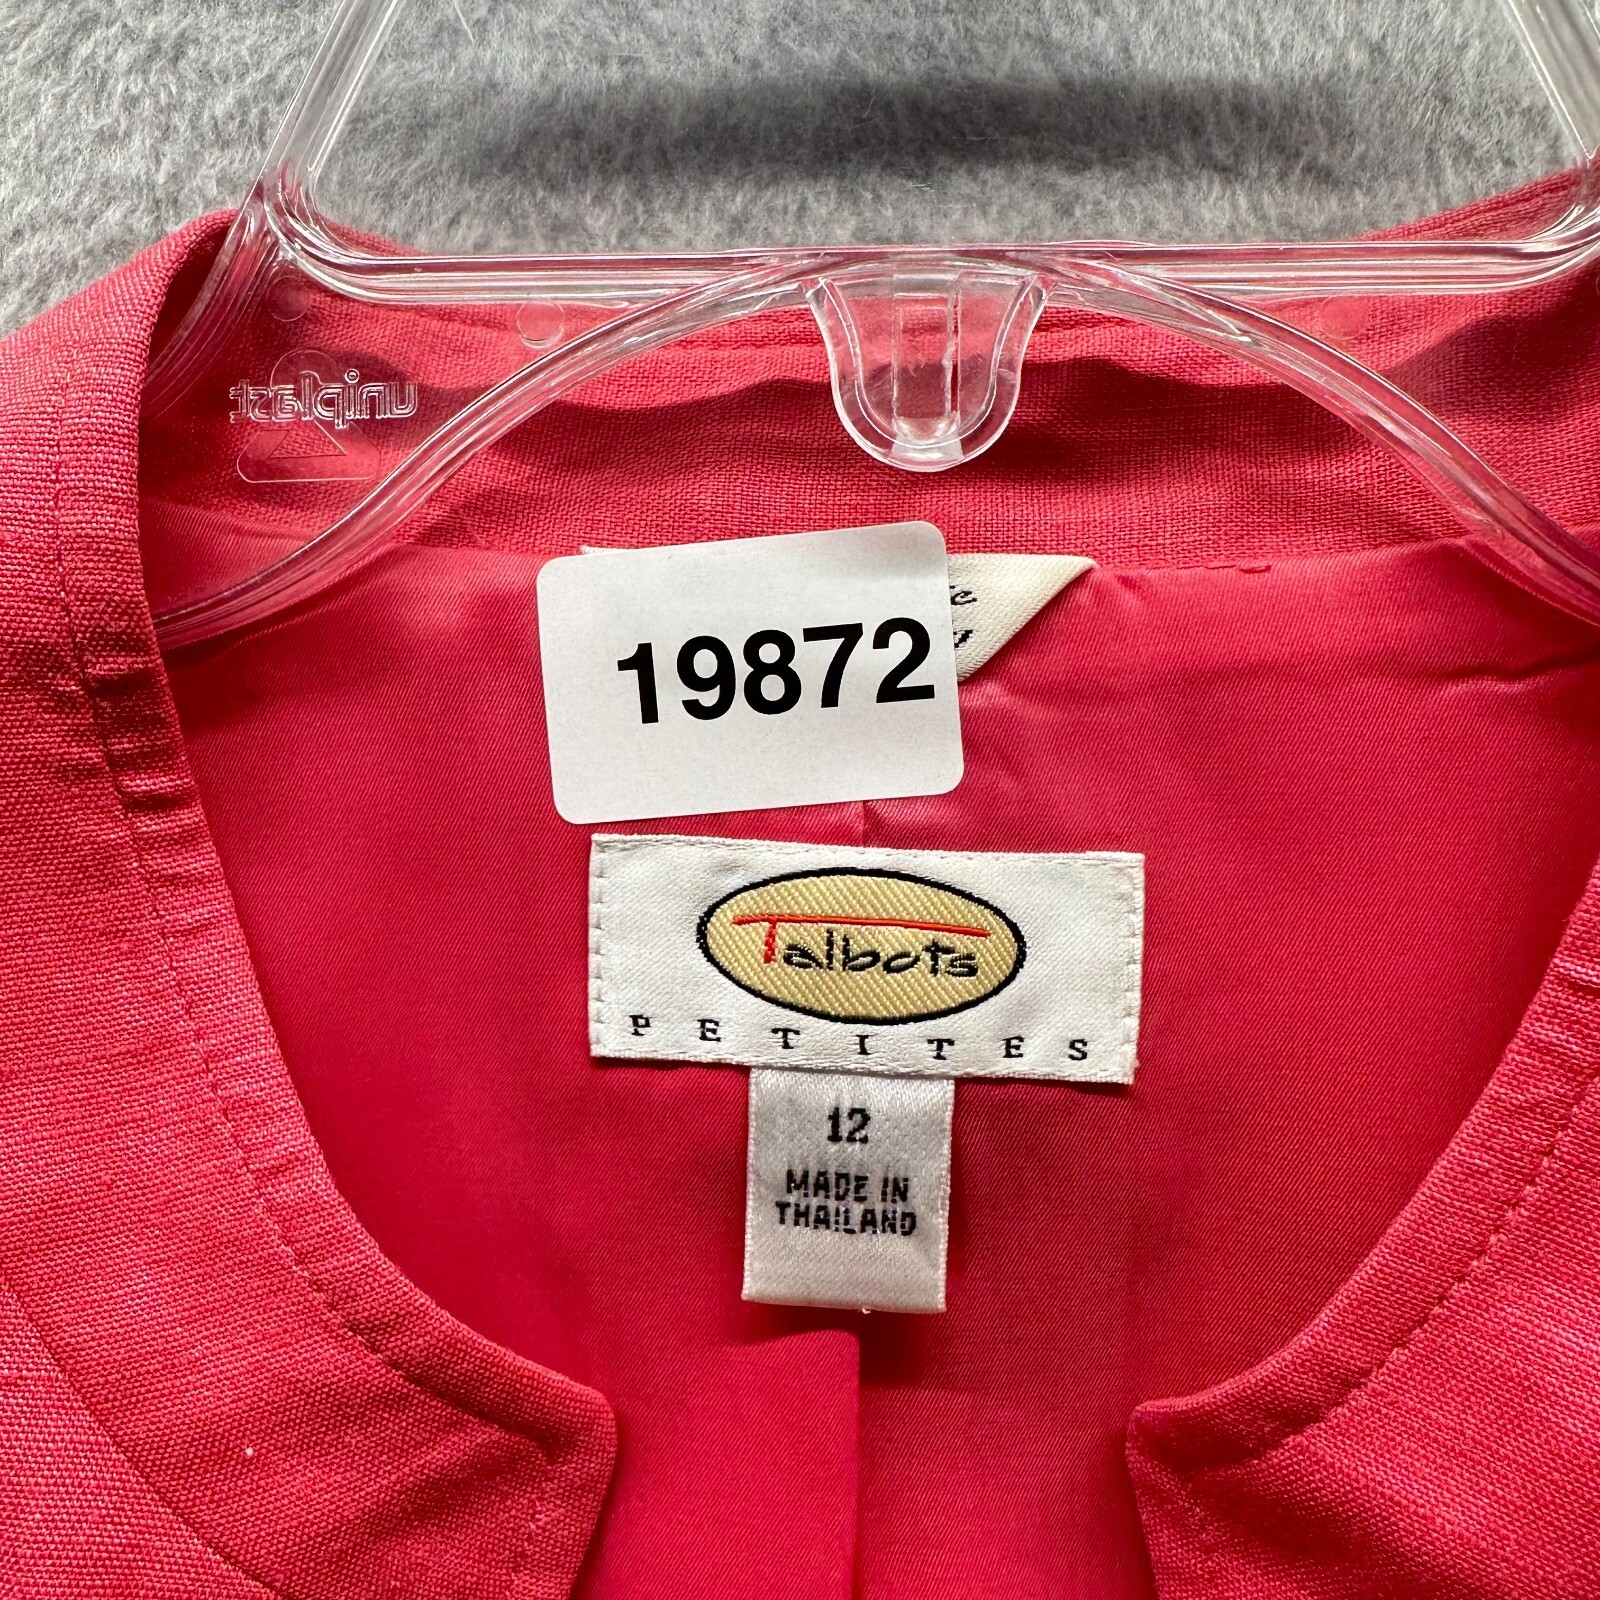 uniplast
19872
Talbots
PETITES
12
MADE IN
THAILAND